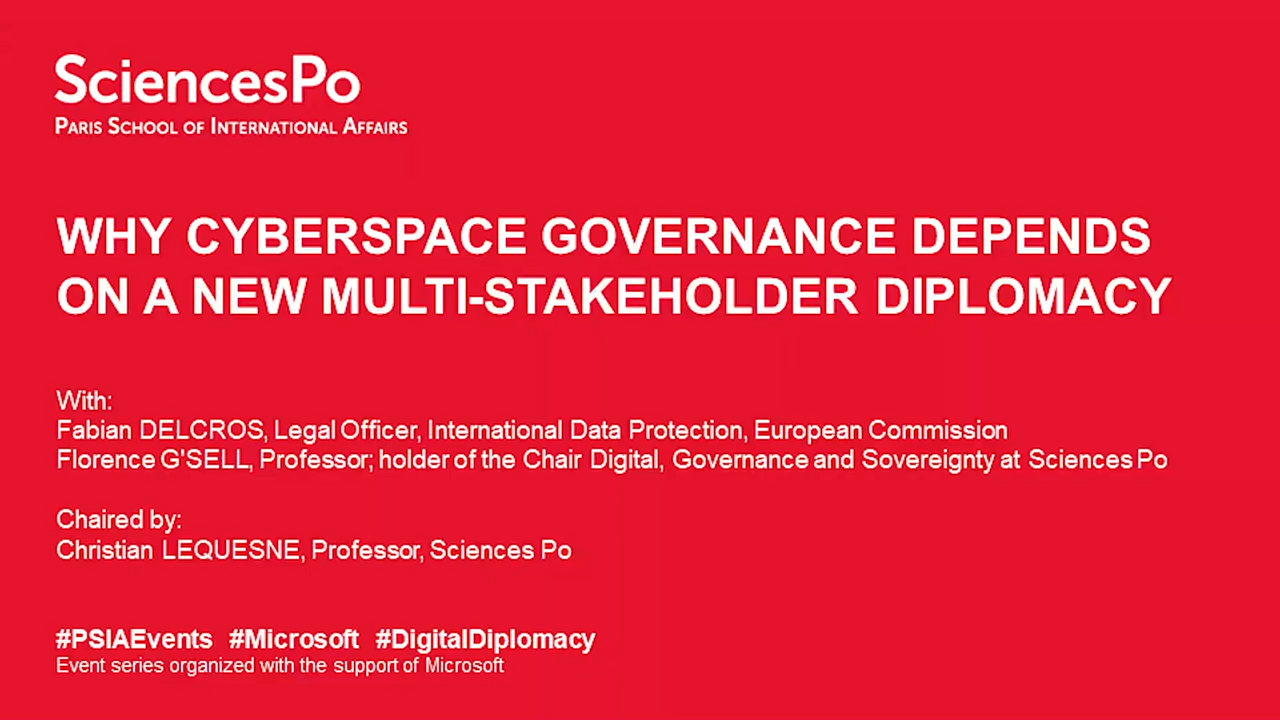 SciencesPo
PARIS SCHOOL OF INTERNATIONAL AFFAIRS
WHY CYBERSPACE GOVERNANCE DEPENDS
ON A NEW MULTI-STAKEHOLDER DIPLOMACY
With:
Fabian DELCROS, Legal Officer, International Data Protection, European Commission
Florence G'SELL, Professor; holder of the Chair Digital, Governance and Sovereignty at Sciences Po
Chaired by:
Christian LEQUESNE, Professor, Sciences Po
#PSIAEvents #Microsoft #DigitalDiplomacy
Event series organized with the support of Microsoft